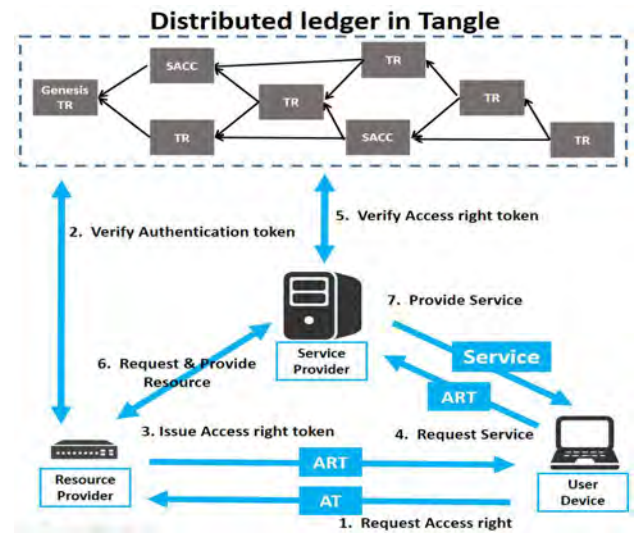 Distributed ledger in Tangle
SACC
TR
Genesis
TR
TR
TR
TR
SACC
TR
2. Verify Authentication token
5. Verify Access right token
7. Provide Service
Service
Service
Provider
6. Request & Provide
Resource
ART
3. Issue Access right token
4. Request Service
ART
Resource
Provider
User
Device
AT
1. Request Access right